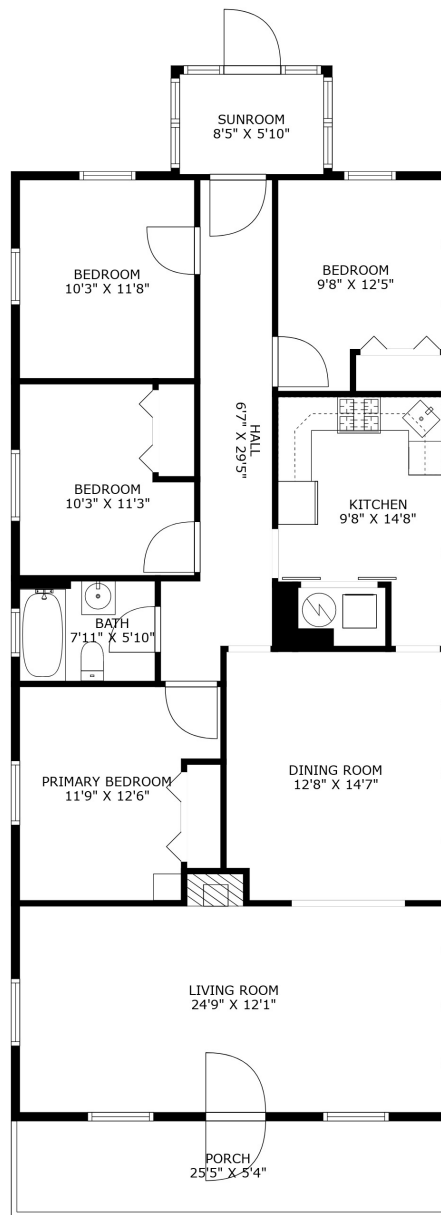 SUNROOM
8'5" X 5'10"
BEDROOM
10'3" X 11'8"
BEDROOM
9'8" X 12'5"
HALL
6'7" X 29'5"
BEDROOM
10'3" X 11'3"
KITCHEN
9'8" X 14'8"
BATH
7'11" X 5'10"
PRIMARY BEDROOM
11'9" X 12'6"
DINING ROOM
12'8" X 14'7"
LIVING ROOM
24'9" X 12'1"
PORCH
25'5" X 5'4"